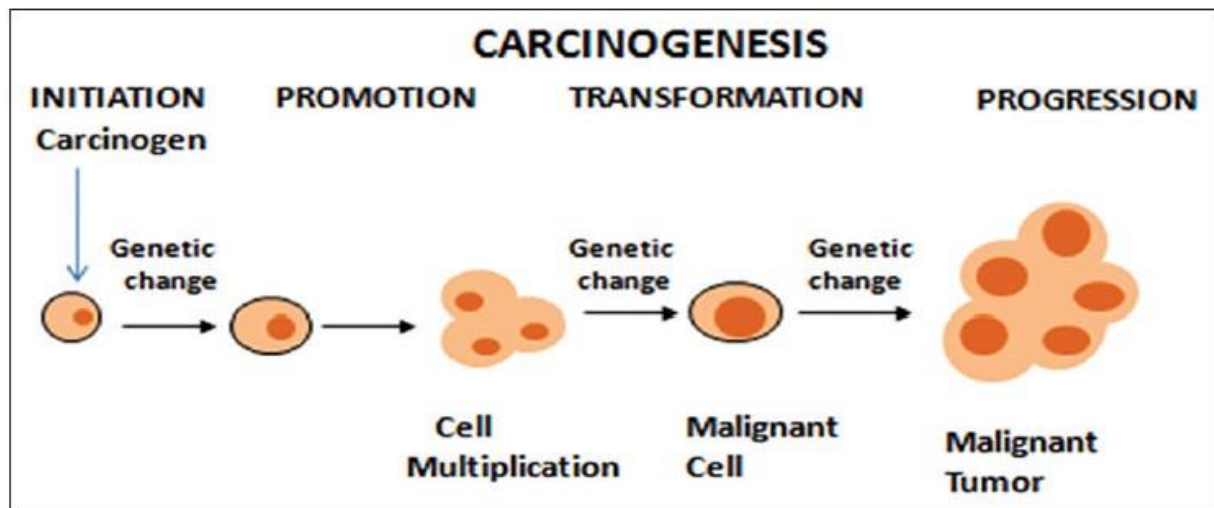 CARCINOGENESIS
INITIATION PROMOTION TRANSFORMATION PROGRESSION
Carcinogen
Genetic
change
Genetic
change
Genetic
change
Cell
Multiplication
Malignant
Cell
Malignant
Tumor